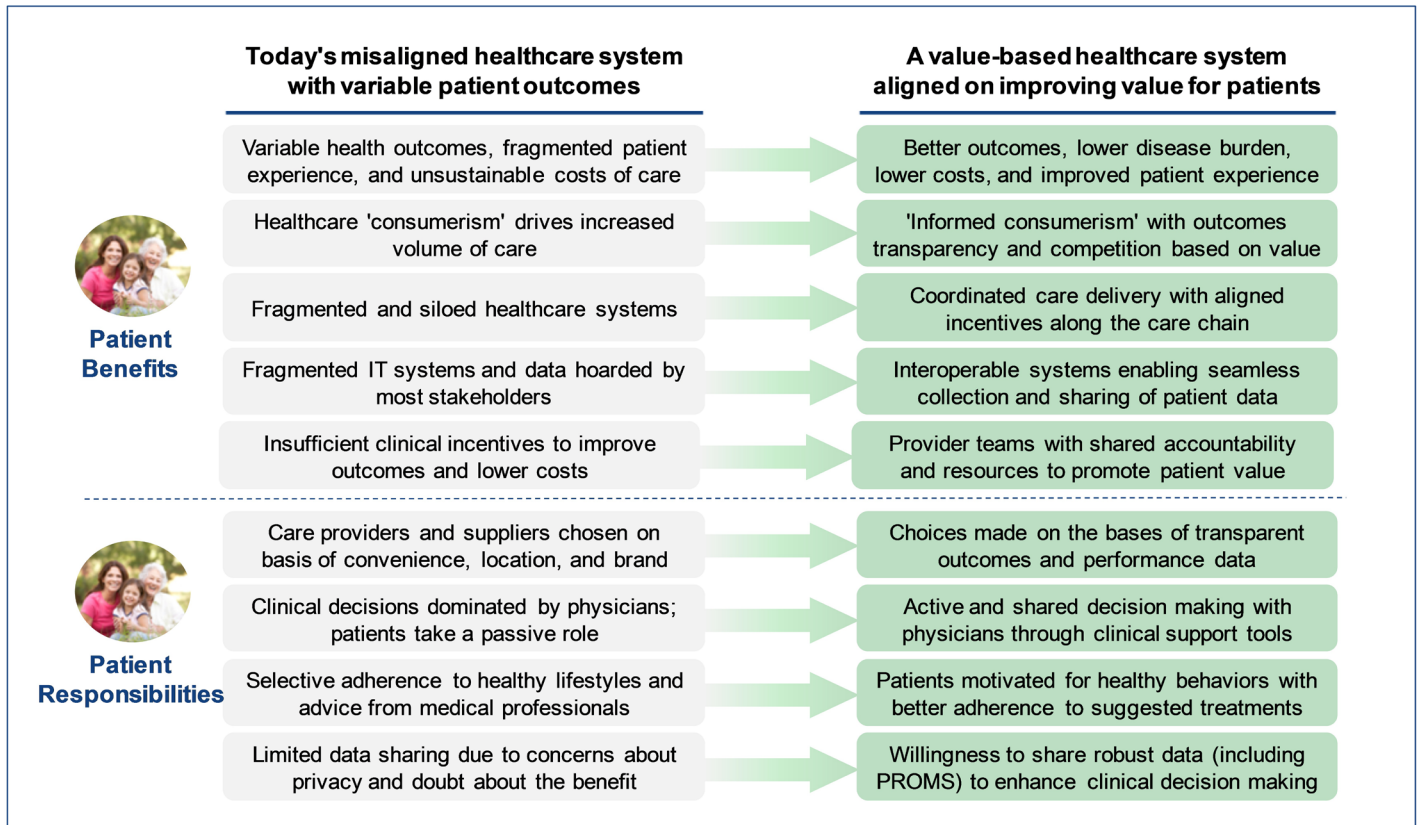 Today's misaligned healthcare system
with variable patient outcomes
A value-based healthcare system
aligned on improving value for patients
Patient
Benefits
Variable health outcomes, fragmented patient
experience, and unsustainable costs of care
Better outcomes, lower disease burden,
lower costs, and improved patient experience
Healthcare 'consumerism' drives increased
volume of care
'Informed consumerism' with outcomes
transparency and competition based on value
Fragmented and siloed healthcare systems
Coordinated care delivery with aligned
incentives along the care chain
Fragmented IT systems and data hoarded by
most stakeholders
Interoperable systems enabling seamless
collection and sharing of patient data
Insufficient clinical incentives to improve
outcomes and lower costs
Provider teams with shared accountability
and resources to promote patient value
Patient
Responsibilities
Care providers and suppliers chosen on
basis of convenience, location, and brand
Choices made on the bases of transparent
outcomes and performance data
Clinical decisions dominated by physicians;
patients take a passive role
Active and shared decision making with
physicians through clinical support tools
Selective adherence to healthy lifestyles and
advice from medical professionals
Patients motivated for healthy behaviors with
better adherence to suggested treatments
Limited data sharing due to concerns about
privacy and doubt about the benefit
Willingness to share robust data (including
PROMS) to enhance clinical decision making